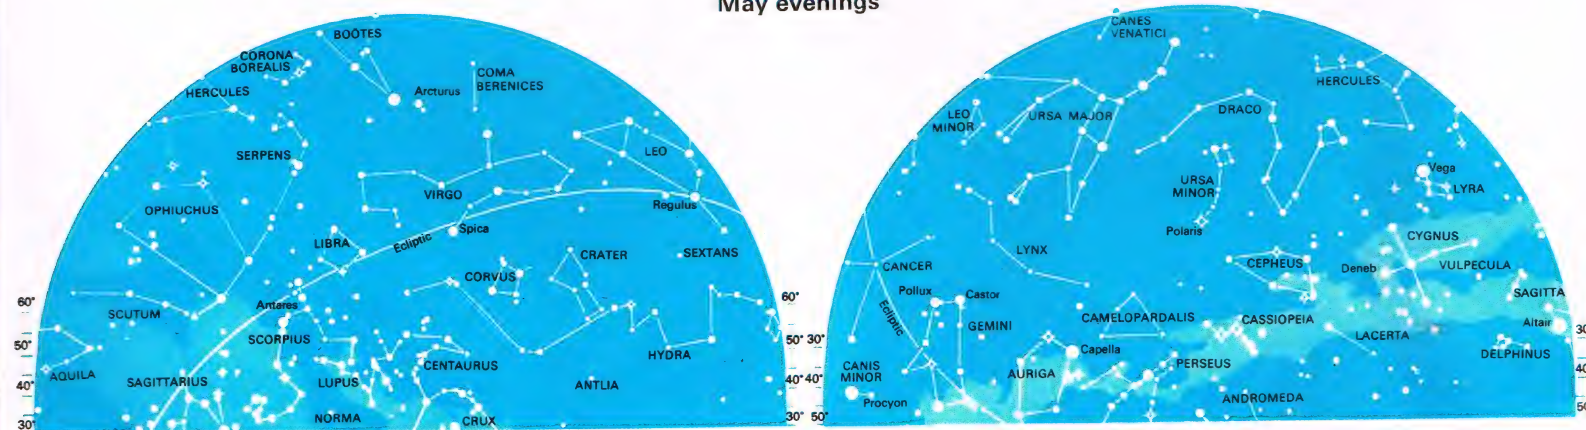 May evenings
BOÖTES
CORONA
BOREALIS
COMA
BERENICES
Arcturus
HERCULES
LEO
SERPENS
VIRGO
Regulus
OPHIUCHUS
Spica
LIBRA
Ecliptic
CRATER
SEXTANS
CORVUS
60°
Antares
60°
SCUTUM
SCORPIUS
50°
50°
HYDRA
CENTAURUS
AQUILA
SAGITTARIUS
LUPUS
ANTLIA
40°
40°
NORMA
CRUX
30°
30°
CANES
VENATICI
HERCULES
LEO
MINOR
URSA MAJOR
DRACO
Vega
URSA
MINOR
LYRA
Polaris
CYGNUS
LYNX
CANCER
CEPHEUS
Deneb
VULPECULA
Pollux
Castor
SAGITTA
Ecliptic
GEMINI
CAMELOPARDALIS
CASSIOPEIA
LACERTA
Altair
30°
Capella
DELPHINUS
CANIS
MINOR
AURIGA
PERSEUS
40°
Procyon
ANDROMEDA
50°